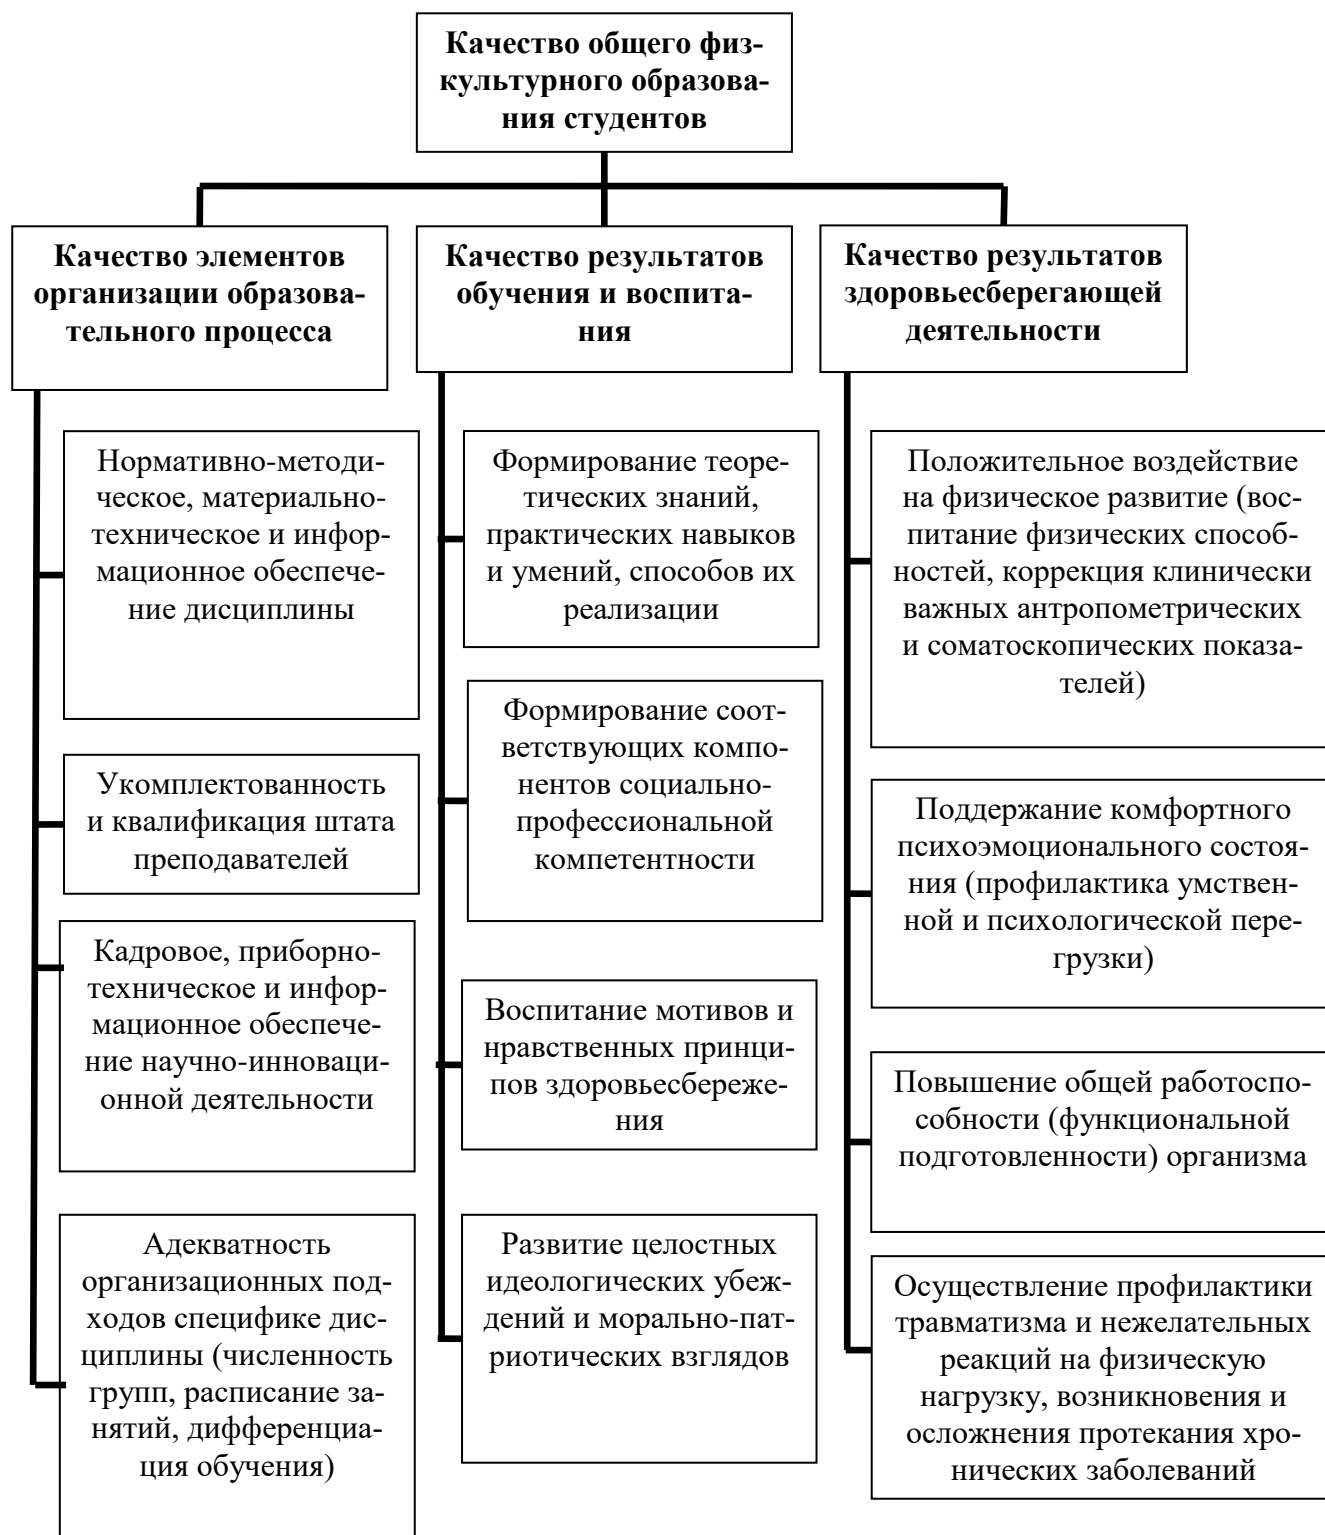 Качество общего физ-
культурного образова-
ния студентов
Качество элементов
организации образова-
тельного процесса
Нормативно-методи-
ческое, материально-
техническое и инфор-
мационное обеспече-
ние дисциплины
Укомплектованность
и квалификация штата
преподавателей
Кадровое, приборно-
техническое и инфор-
мационное обеспече-
ние научно-инноваци-
онной деятельности
Адекватность
организационных под-
ходов специфике дис-
циплины (численность
групп, расписание за-
нятий, дифференциа-
ция обучения)
Качество результатов
обучения и воспита-
ния
Формирование теоре-
тических знаний,
практических навыков
и умений, способов их
реализации
Формирование соот-
ветствующих компо-
нентов социально-
профессиональной
компетентности
Воспитание мотивов и
нравственных принци-
пов здоровьесбереже-
ния
Развитие целостных
идеологических убеж-
дений и морально-пат-
риотических взглядов
Качество результатов
здоровьесберегающей
деятельности
Положительное воздействие
на физическое развитие (вос-
питание физических способ-
ностей, коррекция клинически
важных антропометрических
и соматоскопических показа-
телей)
Поддержание комфортного
психоэмоционального состоя-
ния (профилактика умствен-
ной и психологической пере-
грузки)
Повышение общей работоспо-
собности (функциональной
подготовленности) организма
Осуществление профилактики
травматизма и нежелательных
реакций на физическую
нагрузку, возникновения и
осложнения протекания хро-
нических заболеваний